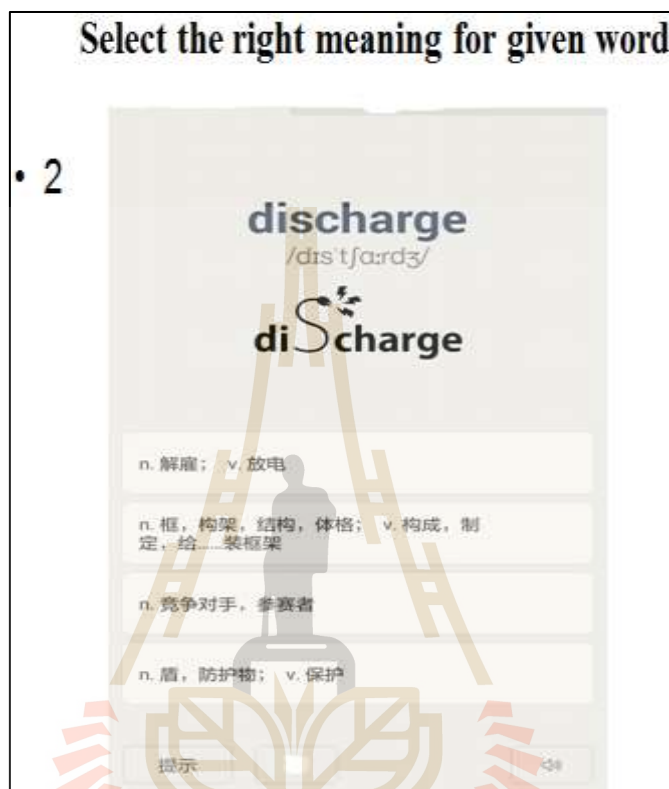 Select the right meaning for given word
• 2
discharge
/dɪsˈtʃɑːrdʒ/
diScharge
n. 解雇； v. 放电
n. 框，构架，结构，体格； v. 构成，制
定，给……装框架
n. 竞争对手，参赛者
n. 盾，防护物； v. 保护
提示